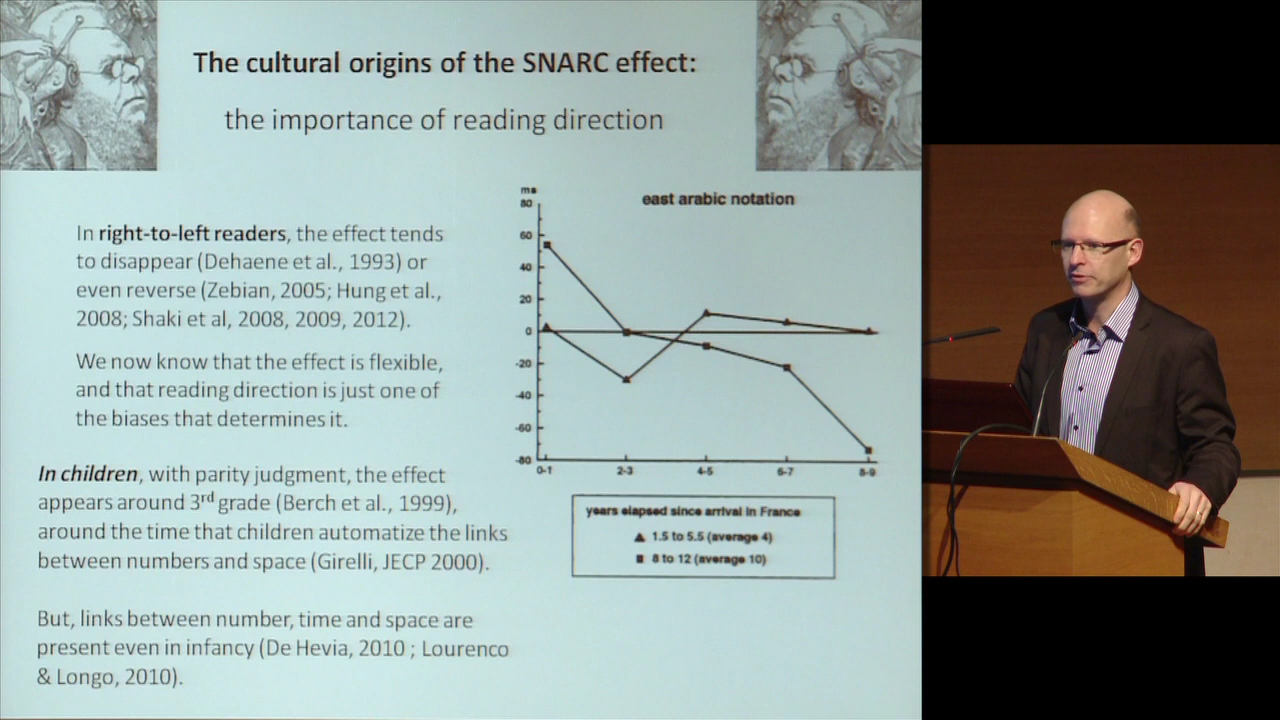 The cultural origins of the SNARC effect:
the importance of reading direction
In right-to-left readers, the effect tends
to disappear (Dehaene et al., 1993) or
even reverse (Zebian, 2005; Hung et al.,
2008; Shaki et al, 2008, 2009, 2012).
We now know that the effect is flexible,
and that reading direction is just one of
the biases that determines it.
In children, with parity judgment, the effect
appears around 3rd grade (Berch et al., 1999),
around the time that children automatize the links
between numbers and space (Girelli, JECP 2000).
But, links between number, time and space are
present even in infancy (De Hevia, 2010 ; Lourenco
& Longo, 2010).
ms
east arabic notation
80
60
40
20
0
-20
-40
-60
-80
0-1 2-3 4-5 6-7 8-9
years elapsed since arrival in France
▲ 1.5 to 5.5 (average 4)
■ 8 to 12 (average 10)